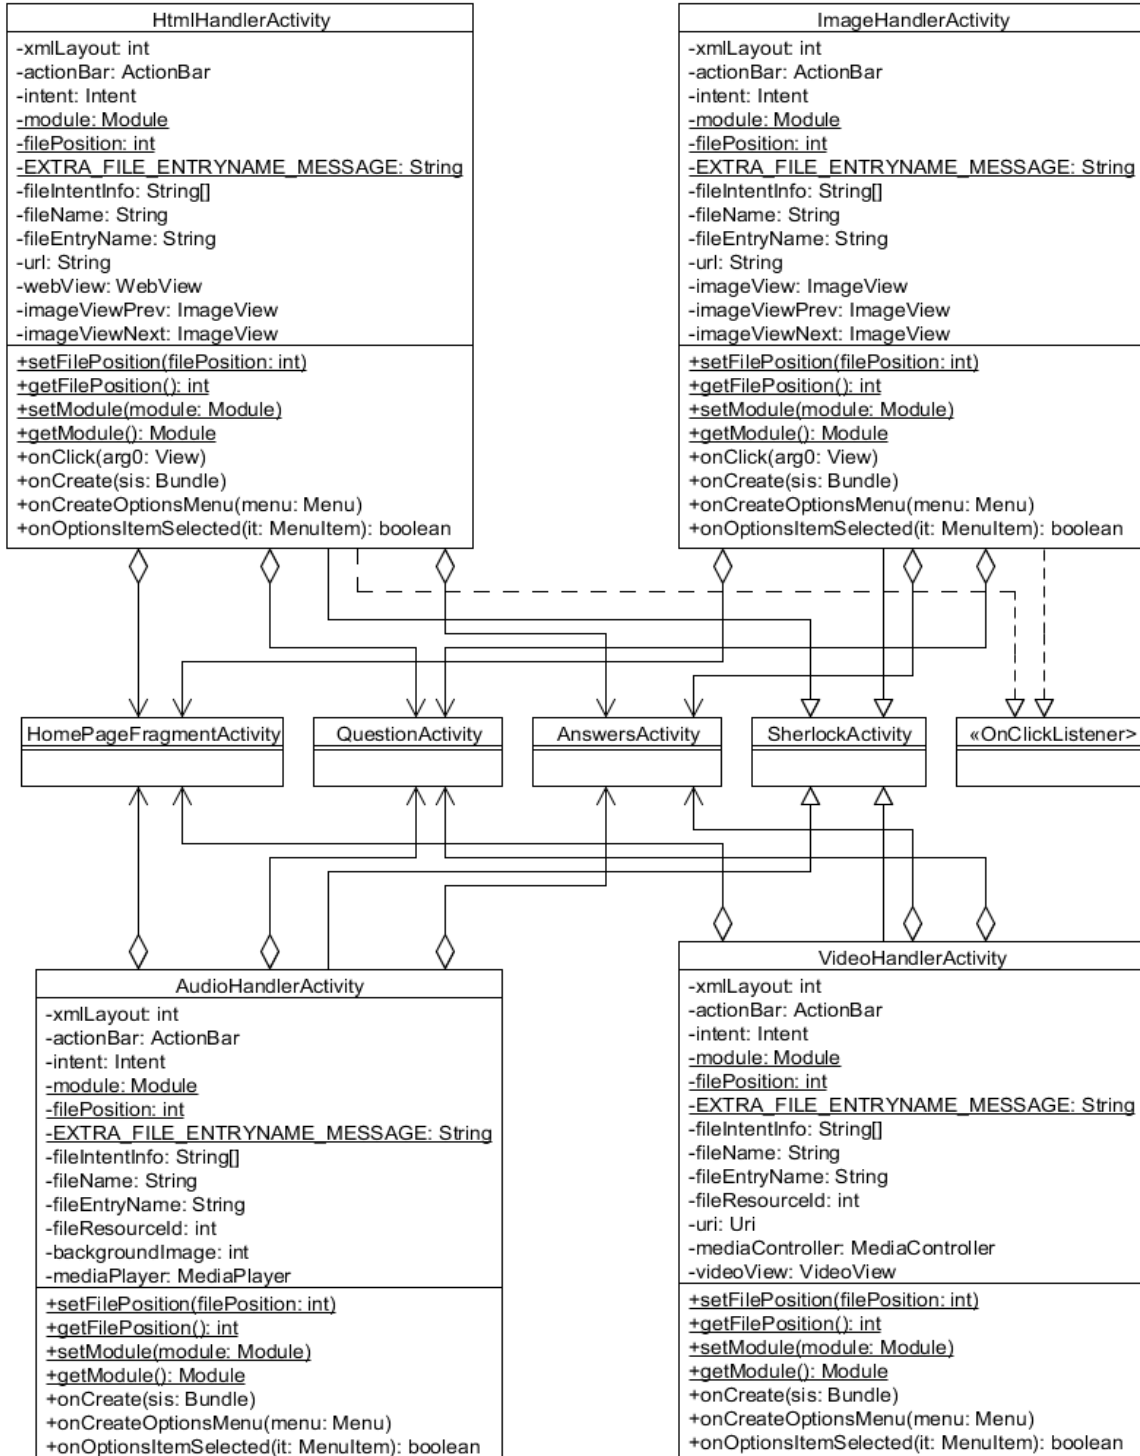 HtmlHandlerActivity
-xmlLayout: int
-actionBar: ActionBar
-intent: Intent
-module: Module
-filePosition: int
-EXTRA_FILE_ENTRYNAME_MESSAGE: String
-fileIntentInfo: String[]
-fileName: String
-fileEntryName: String
-url: String
-webView: WebView
-imageViewPrev: ImageView
-imageViewNext: ImageView
+setFilePosition(filePosition: int)
+getFilePosition(): int
+setModule(module: Module)
+getModule(): Module
+onClick(arg0: View)
+onCreate(sis: Bundle)
+onCreateOptionsMenu(menu: Menu)
+onOptionsItemSelected(it: MenuItem): boolean
ImageHandlerActivity
-xmlLayout: int
-actionBar: ActionBar
-intent: Intent
-module: Module
-filePosition: int
-EXTRA_FILE_ENTRYNAME_MESSAGE: String
-fileIntentInfo: String[]
-fileName: String
-fileEntryName: String
-url: String
-imageView: ImageView
-imageViewPrev: ImageView
-imageViewNext: ImageView
+setFilePosition(filePosition: int)
+getFilePosition(): int
+setModule(module: Module)
+getModule(): Module
+onClick(arg0: View)
+onCreate(sis: Bundle)
+onCreateOptionsMenu(menu: Menu)
+onOptionsItemSelected(it: MenuItem): boolean
HomePageFragmentActivity
QuestionActivity
AnswersActivity
SherlockActivity
«OnClickListener>
AudioHandlerActivity
-xmlLayout: int
-actionBar: ActionBar
-intent: Intent
-module: Module
-filePosition: int
-EXTRA_FILE_ENTRYNAME_MESSAGE: String
-fileIntentInfo: String[]
-fileName: String
-fileEntryName: String
-fileResourceId: int
-backgroundImage: int
-mediaPlayer: MediaPlayer
+setFilePosition(filePosition: int)
+getFilePosition(): int
+setModule(module: Module)
+getModule(): Module
+onCreate(sis: Bundle)
+onCreateOptionsMenu(menu: Menu)
+onOptionsItemSelected(it: MenuItem): boolean
VideoHandlerActivity
-xmlLayout: int
-actionBar: ActionBar
-intent: Intent
-module: Module
-filePosition: int
-EXTRA_FILE_ENTRYNAME_MESSAGE: String
-fileIntentInfo: String[]
-fileName: String
-fileEntryName: String
-fileResourceId: int
-uri: Uri
-mediaController: MediaController
-videoView: VideoView
+setFilePosition(filePosition: int)
+getFilePosition(): int
+setModule(module: Module)
+getModule(): Module
+onCreate(sis: Bundle)
+onCreateOptionsMenu(menu: Menu)
+onOptionsItemSelected(it: MenuItem): boolean